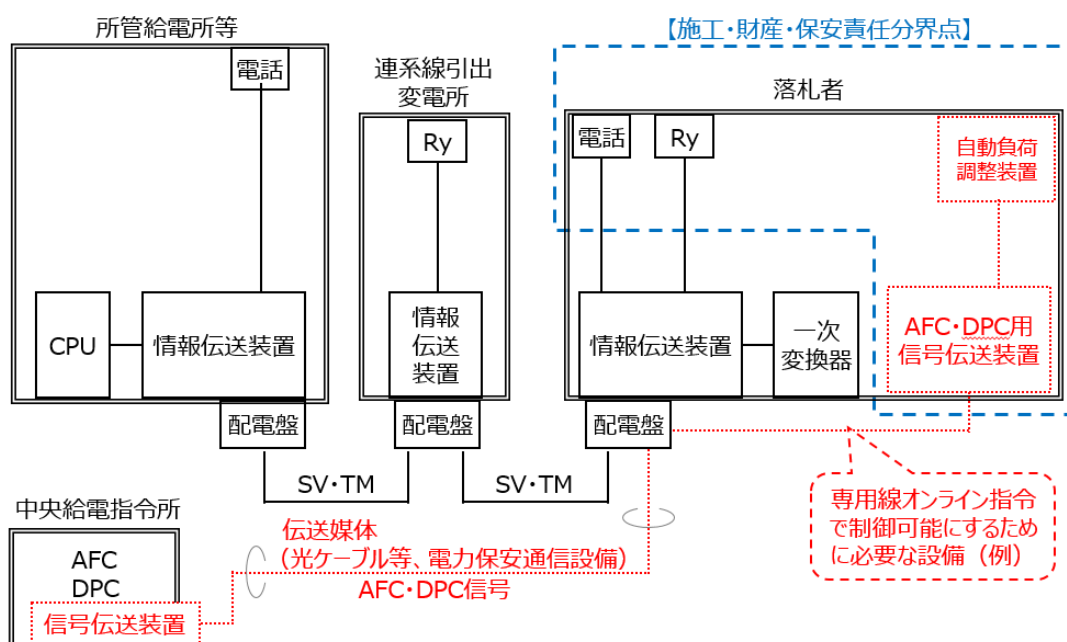 所管給電所等
電話
CPU
情報伝送装置
配電盤
連系線引出
変電所
Ry
情報
伝送
装置
配電盤
【施工・財産・保安責任分界点】
落札者
電話
Ry
自動負荷
調整装置
情報伝送装置
一次
変換器
AFC・DPC用
信号伝送装置
配電盤
SV・TM
SV・TM
中央給電指令所
AFC
DPC
信号伝送装置
伝送媒体
(光ケーブル等、電力保安通信設備)
AFC・DPC信号
専用線オンライン指令
で制御可能にするため
に必要な設備（例）